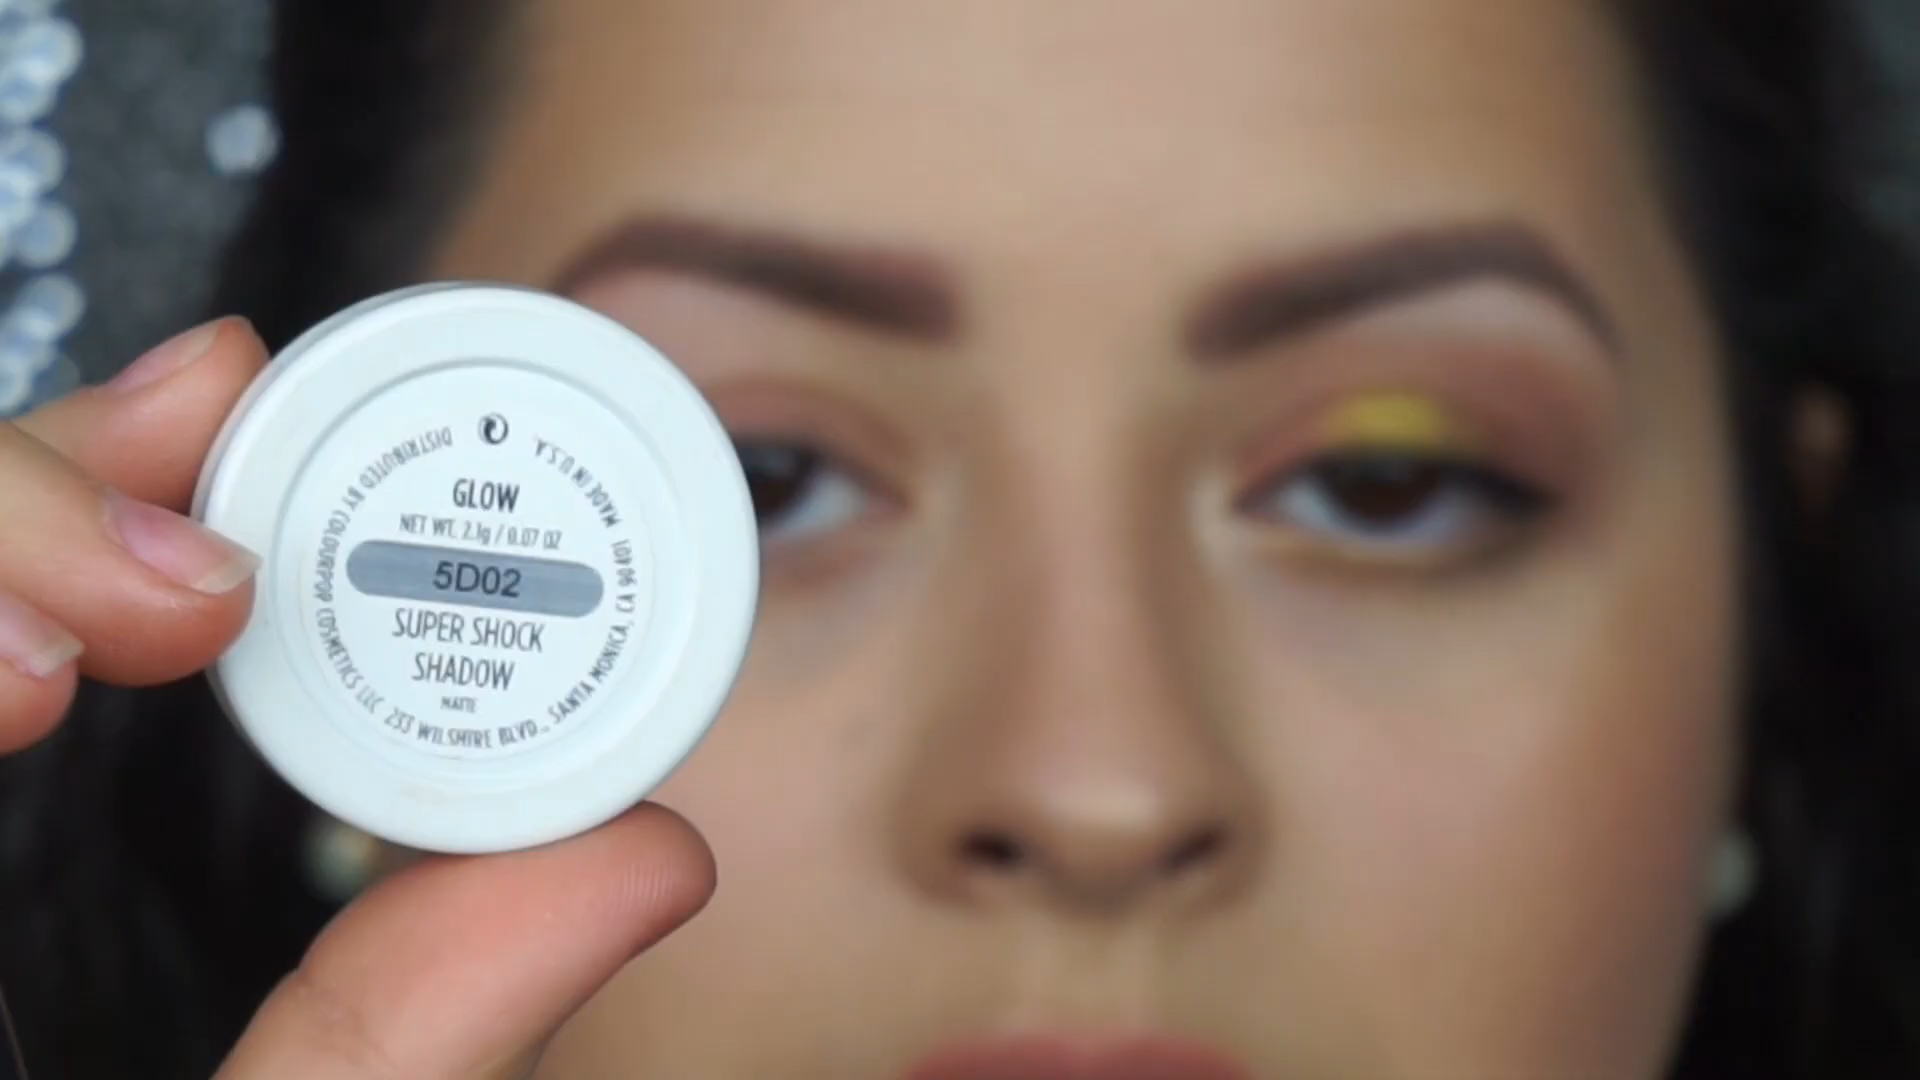 GLOW
NET WT. 2.1g / 0.07 OZ
5D02
SUPER SHOCK
SHADOW
MATTE
DISTRIBUTED BY COLOURPOP COSMETICS LLC 233 WILSHIRE BLVD., SANTA MONICA, CA 90401 MADE IN U.S.A.